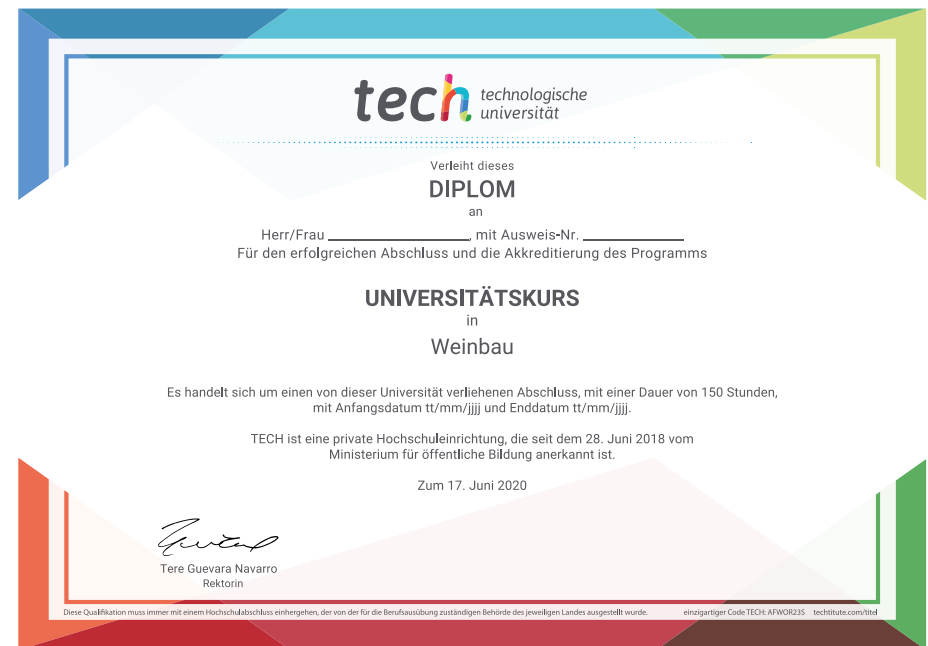 tech technologische
universität
Verleiht dieses
DIPLOM
an
Herr/Frau ____________________, mit Ausweis-Nr. ______________
Für den erfolgreichen Abschluss und die Akkreditierung des Programms
UNIVERSITÄTSKURS
in
Weinbau
Es handelt sich um einen von dieser Universität verliehenen Abschluss, mit einer Dauer von 150 Stunden,
mit Anfangsdatum tt/mm/jjjj und Enddatum tt/mm/jjjj.
TECH ist eine private Hochschuleinrichtung, die seit dem 28. Juni 2018 vom
Ministerium für öffentliche Bildung anerkannt ist.
Zum 17. Juni 2020
Tere Guevara Navarro
Rektorin
Diese Qualifikation muss immer mit einem Hochschulabschluss einhergehen, der von der für die Berufsausübung zuständigen Behörde des jeweiligen Landes ausgestellt wurde. einzigartiger Code TECH: AFWOR23S techtitute.com/titel